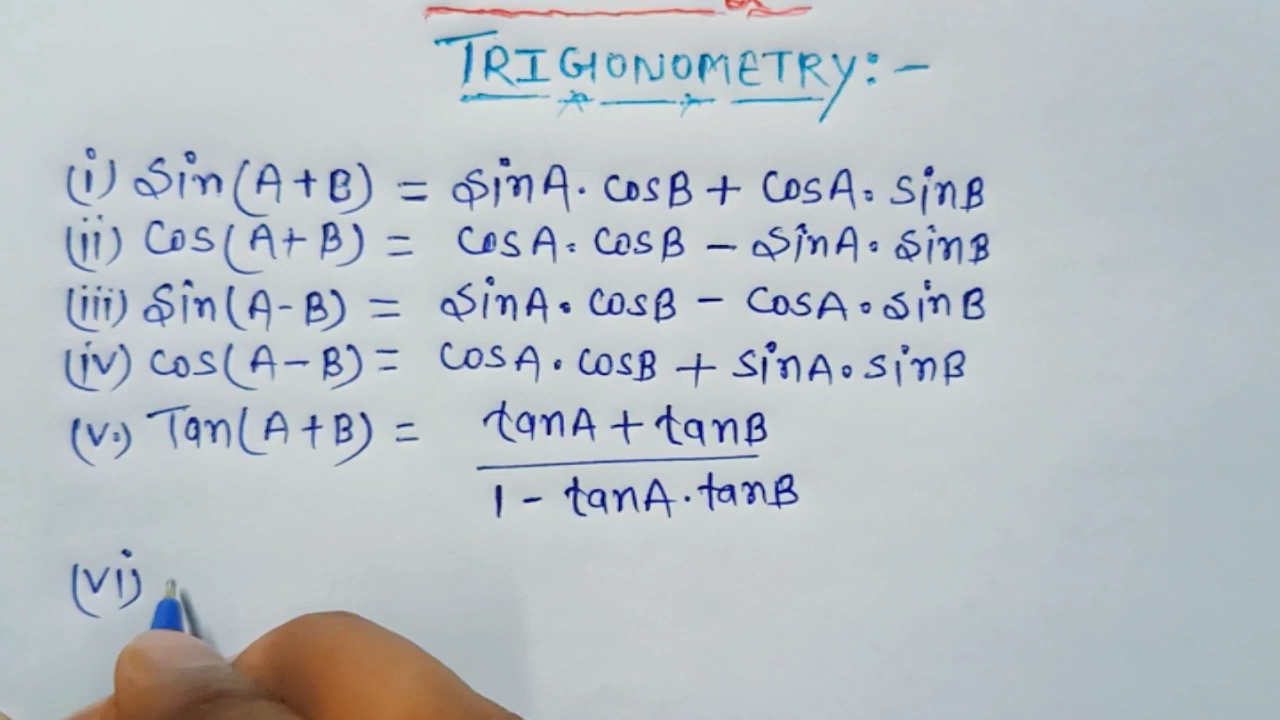 TRIGONOMETRY:-
(i) Sin(A+B) = SinA. cosB + cosA. sinB
(ii) Cos(A+B) = cosA. cosB - SinA. sinB
(iii) Sin(A-B) = SinA. cosB - cosA. sinB
(iv) cos(A-B) = cosA. cosB + sinA. sinB
(v.) Tan(A+B) = tanA + tanB
1 - tanA. tanB
(vi)